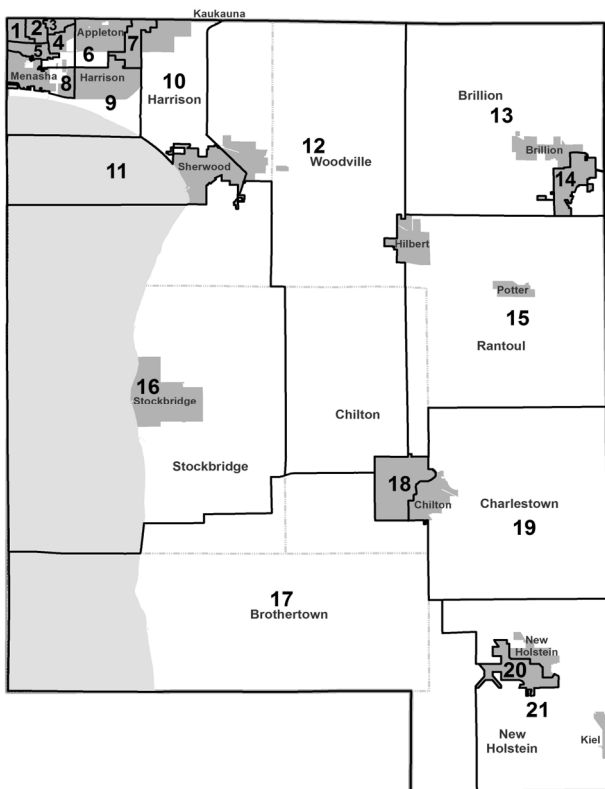 Kaukauna
1 2 3
4
Appleton
7
5
6
Menasha
8
Harrison
9
10
Harrison
Brillion
13
12
Woodville
Brillion
14
Sherwood
11
Hilbert
Potter
15
Rantoul
16
Stockbridge
Chilton
Stockbridge
18
Chilton
Charlestown
19
17
Brothertown
New
Holstein
20
21
New
Holstein
Kiel